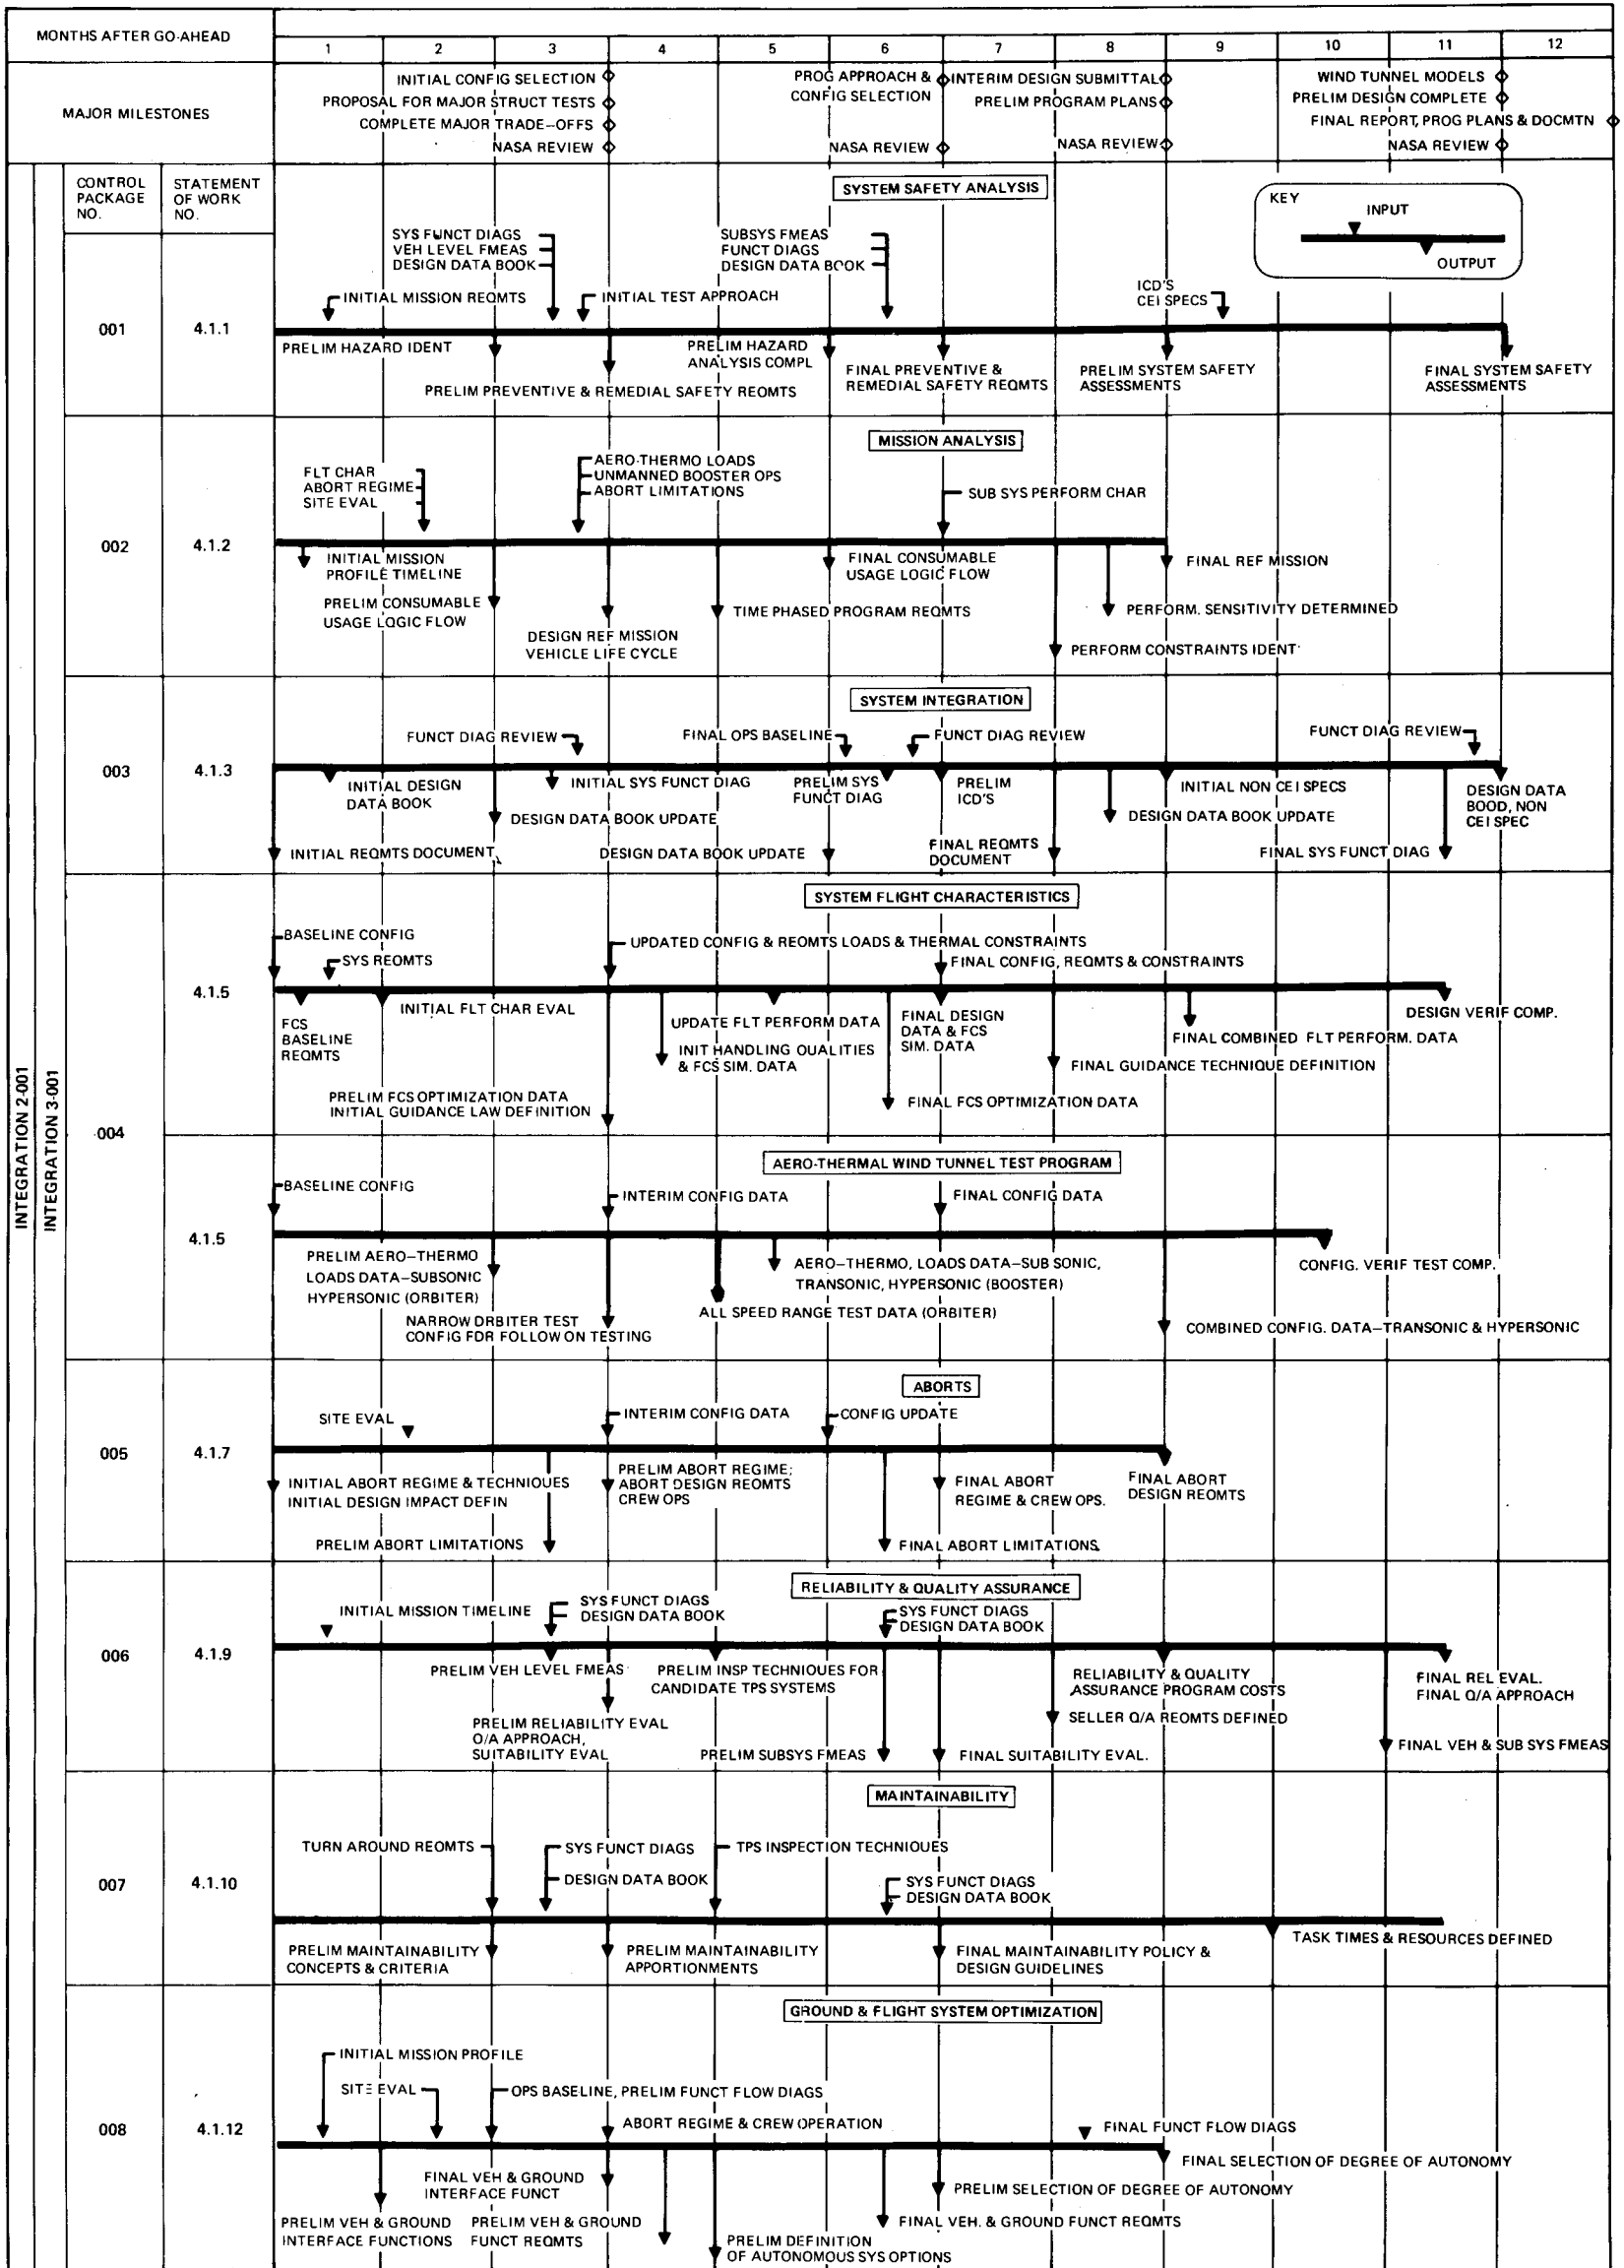 MONTHS AFTER GO-AHEAD
1 2 3 4 5 6 7 8 9 10 11 12
MAJOR MILESTONES
INITIAL CONFIG SELECTION
PROPOSAL FOR MAJOR STRUCT TESTS
COMPLETE MAJOR TRADE-OFFS
NASA REVIEW
PROG APPROACH &
CONFIG SELECTION
NASA REVIEW
INTERIM DESIGN SUBMITTAL
PRELIM PROGRAM PLANS
NASA REVIEW
WIND TUNNEL MODELS
PRELIM DESIGN COMPLETE
FINAL REPORT, PROG PLANS & DOCMTN
NASA REVIEW
INTEGRATION 2-001
INTEGRATION 3-001
CONTROL
PACKAGE
NO.
STATEMENT
OF WORK
NO.
KEY
INPUT
OUTPUT
SYSTEM SAFETY ANALYSIS
001
4.1.1
SYS FUNCT DIAGS
VEH LEVEL FMEAS
DESIGN DATA BOOK
INITIAL MISSION REQMTS
INITIAL TEST APPROACH
SUBSYS FMEAS
FUNCT DIAGS
DESIGN DATA BOOK
ICD'S
CEI SPECS
PRELIM HAZARD IDENT
PRELIM PREVENTIVE & REMEDIAL SAFETY REQMTS
PRELIM HAZARD
ANALYSIS COMPL
FINAL PREVENTIVE &
REMEDIAL SAFETY REQMTS
PRELIM SYSTEM SAFETY
ASSESSMENTS
FINAL SYSTEM SAFETY
ASSESSMENTS
MISSION ANALYSIS
002
4.1.2
FLT CHAR
ABORT REGIME
SITE EVAL
AERO-THERMO LOADS
UNMANNED BOOSTER OPS
ABORT LIMITATIONS
SUB SYS PERFORM CHAR
INITIAL MISSION
PROFILE TIMELINE
PRELIM CONSUMABLE
USAGE LOGIC FLOW
DESIGN REF MISSION
VEHICLE LIFE CYCLE
TIME PHASED PROGRAM REQMTS
FINAL CONSUMABLE
USAGE LOGIC FLOW
PERFORM CONSTRAINTS IDENT
PERFORM. SENSITIVITY DETERMINED
FINAL REF MISSION
SYSTEM INTEGRATION
003
4.1.3
FUNCT DIAG REVIEW
FINAL OPS BASELINE
FUNCT DIAG REVIEW
FUNCT DIAG REVIEW
INITIAL DESIGN
DATA BOOK
INITIAL SYS FUNCT DIAG
PRELIM SYS
FUNCT DIAG
PRELIM
ICD'S
INITIAL NON CEI SPECS
DESIGN DATA
BOOD, NON
CEI SPEC
DESIGN DATA BOOK UPDATE
DESIGN DATA BOOK UPDATE
INITIAL REQMTS DOCUMENT
DESIGN DATA BOOK UPDATE
FINAL REQMTS
DOCUMENT
FINAL SYS FUNCT DIAG
SYSTEM FLIGHT CHARACTERISTICS
004
4.1.5
BASELINE CONFIG
SYS REQMTS
UPDATED CONFIG & REQMTS LOADS & THERMAL CONSTRAINTS
FINAL CONFIG, REQMTS & CONSTRAINTS
FCS
BASELINE
REQMTS
INITIAL FLT CHAR EVAL
PRELIM FCS OPTIMIZATION DATA
INITIAL GUIDANCE LAW DEFINITION
UPDATE FLT PERFORM DATA
INIT HANDLING QUALITIES
& FCS SIM. DATA
FINAL DESIGN
DATA & FCS
SIM. DATA
FINAL FCS OPTIMIZATION DATA
FINAL GUIDANCE TECHNIQUE DEFINITION
FINAL COMBINED FLT PERFORM. DATA
DESIGN VERIF COMP.
AERO-THERMAL WIND TUNNEL TEST PROGRAM
4.1.5
BASELINE CONFIG
INTERIM CONFIG DATA
FINAL CONFIG DATA
PRELIM AERO-THERMO
LOADS DATA-SUBSONIC
HYPERSONIC (ORBITER)
NARROW ORBITER TEST
CONFIG FOR FOLLOW ON TESTING
AERO-THERMO, LOADS DATA-SUB SONIC,
TRANSONIC, HYPERSONIC (BOOSTER)
ALL SPEED RANGE TEST DATA (ORBITER)
CONFIG. VERIF TEST COMP.
COMBINED CONFIG. DATA-TRANSONIC & HYPERSONIC
ABORTS
005
4.1.7
SITE EVAL
INTERIM CONFIG DATA
CONFIG UPDATE
INITIAL ABORT REGIME & TECHNIQUES
INITIAL DESIGN IMPACT DEFIN
PRELIM ABORT LIMITATIONS
PRELIM ABORT REGIME;
ABORT DESIGN REQMTS
CREW OPS
FINAL ABORT
REGIME & CREW OPS.
FINAL ABORT LIMITATIONS
FINAL ABORT
DESIGN REQMTS
RELIABILITY & QUALITY ASSURANCE
006
4.1.9
INITIAL MISSION TIMELINE
SYS FUNCT DIAGS
DESIGN DATA BOOK
SYS FUNCT DIAGS
DESIGN DATA BOOK
PRELIM VEH LEVEL FMEAS
PRELIM INSP TECHNIQUES FOR
CANDIDATE TPS SYSTEMS
PRELIM RELIABILITY EVAL
Q/A APPROACH,
SUITABILITY EVAL
PRELIM SUBSYS FMEAS
FINAL SUITABILITY EVAL.
RELIABILITY & QUALITY
ASSURANCE PROGRAM COSTS
SELLER Q/A REQMTS DEFINED
FINAL REL EVAL.
FINAL Q/A APPROACH
FINAL VEH & SUB SYS FMEAS
MAINTAINABILITY
007
4.1.10
TURN AROUND REQMTS
SYS FUNCT DIAGS
DESIGN DATA BOOK
TPS INSPECTION TECHNIQUES
SYS FUNCT DIAGS
DESIGN DATA BOOK
PRELIM MAINTAINABILITY
CONCEPTS & CRITERIA
PRELIM MAINTAINABILITY
APPORTIONMENTS
FINAL MAINTAINABILITY POLICY &
DESIGN GUIDELINES
TASK TIMES & RESOURCES DEFINED
GROUND & FLIGHT SYSTEM OPTIMIZATION
008
4.1.12
INITIAL MISSION PROFILE
SITE EVAL
OPS BASELINE, PRELIM FUNCT FLOW DIAGS
ABORT REGIME & CREW OPERATION
FINAL FUNCT FLOW DIAGS
FINAL SELECTION OF DEGREE OF AUTONOMY
FINAL VEH & GROUND
INTERFACE FUNCT
PRELIM SELECTION OF DEGREE OF AUTONOMY
PRELIM VEH & GROUND
INTERFACE FUNCTIONS
PRELIM VEH & GROUND
FUNCT REQMTS
FINAL VEH. & GROUND FUNCT REQMTS
PRELIM DEFINITION
OF AUTONOMOUS SYS OPTIONS